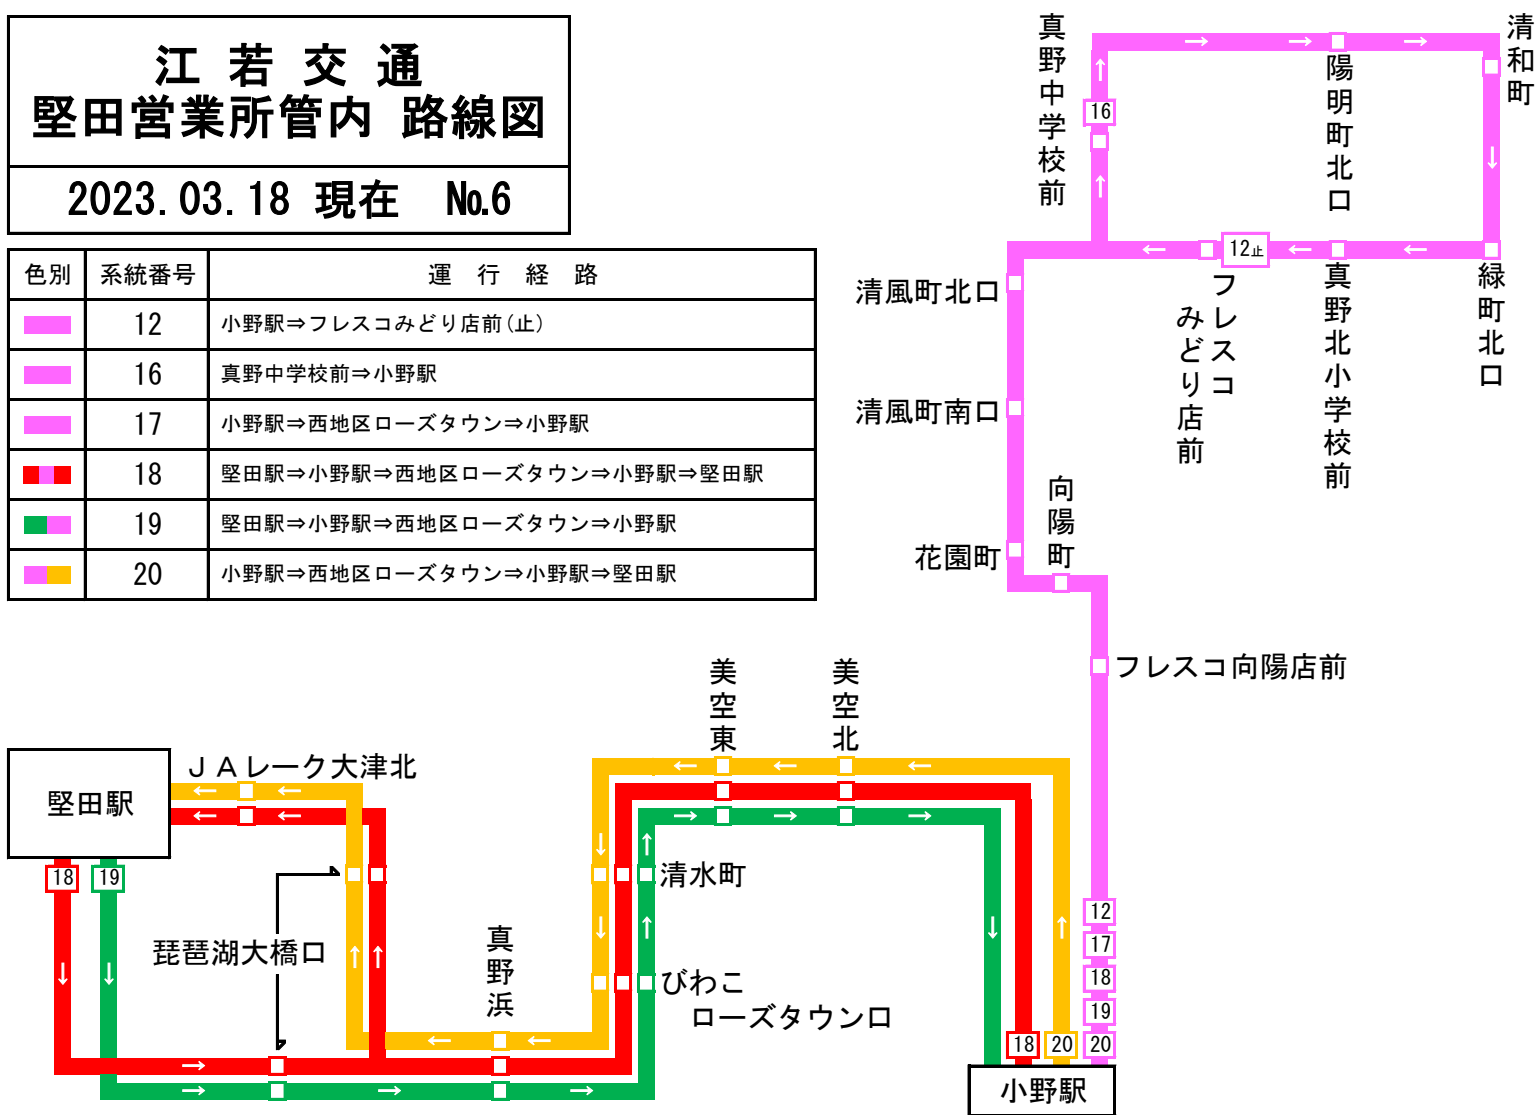 江若交通
堅田営業所管内 路線図
2023.03.18 現在 №6
色別 系統番号 運行経路
12 小野駅⇒フレスコみどり店前(止)
16 真野中学校前⇒小野駅
17 小野駅⇒西地区ローズタウン⇒小野駅
18 堅田駅⇒小野駅⇒西地区ローズタウン⇒小野駅⇒堅田駅
19 堅田駅⇒小野駅⇒西地区ローズタウン⇒小野駅
20 小野駅⇒西地区ローズタウン⇒小野駅⇒堅田駅
真野中学校前
16
陽明町北口
清和町
12止
フレスコ
みどり店前
真野北小学校前
緑町北口
清風町北口
清風町南口
花園町
向陽町
フレスコ向陽店前
美空東
美空北
JAレーク大津北
堅田駅
18
19
清水町
琵琶湖大橋口
真野浜
びわこ
ローズタウン口
12
17
18
19
20
18
20
小野駅